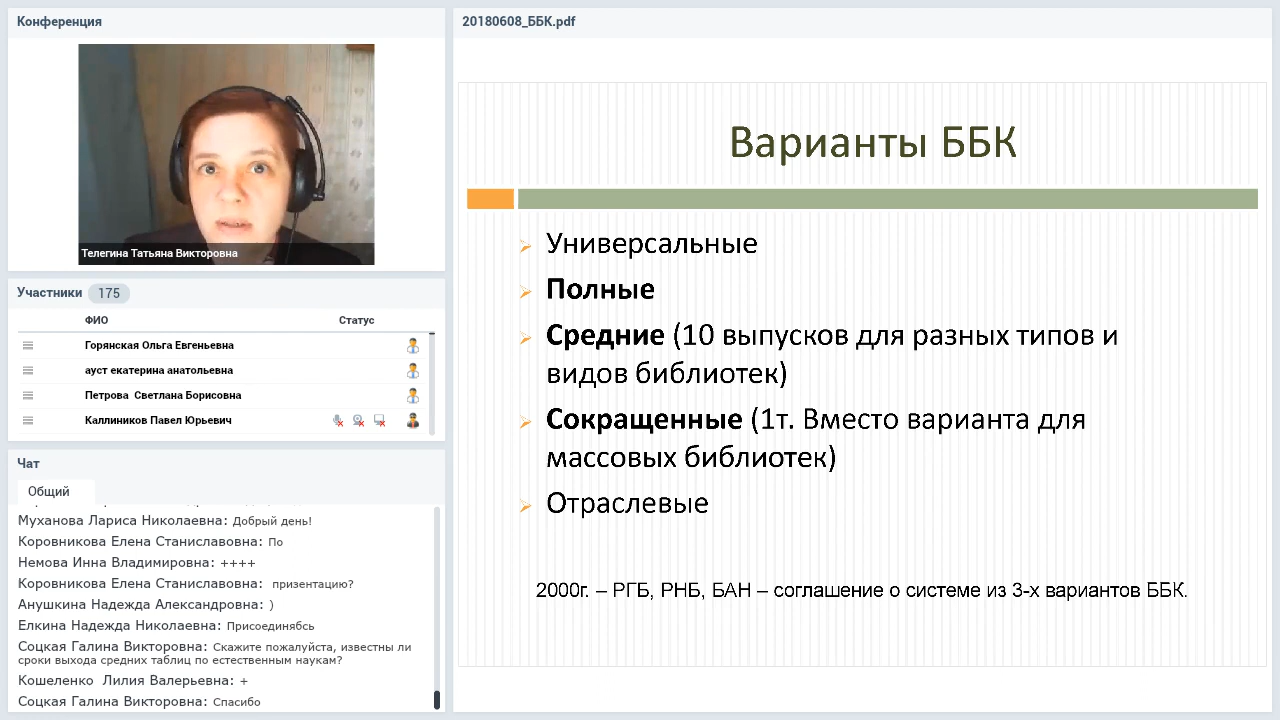 Конференция
Телегина Татьяна Викторовна
Участники 175
ФИО Статус
Горянская Ольга Евгеньевна
ауст екатерина анатольевна
Петрова Светлана Борисовна
Каллиников Павел Юрьевич
Чат
Общий
Муханова Лариса Николаевна: Добрый день!
Коровникова Елена Станиславовна: По
Немова Инна Владимировна: ++++
Коровникова Елена Станиславовна: призентацию?
Анушкина Надежда Александровна: )
Елкина Надежда Николаевна: Присоединябсь
Соцкая Галина Викторовна: Скажите пожалуйста, известны ли
сроки выхода средних таблиц по естественным наукам?
Кошеленко Лилия Валерьевна: +
Соцкая Галина Викторовна: Спасибо
20180608_ББК.pdf
Варианты ББК
Универсальные
Полные
Средние (10 выпусков для разных типов и
видов библиотек)
Сокращенные (1т. Вместо варианта для
массовых библиотек)
Отраслевые
2000г. – РГБ, РНБ, БАН – соглашение о системе из 3-х вариантов ББК.